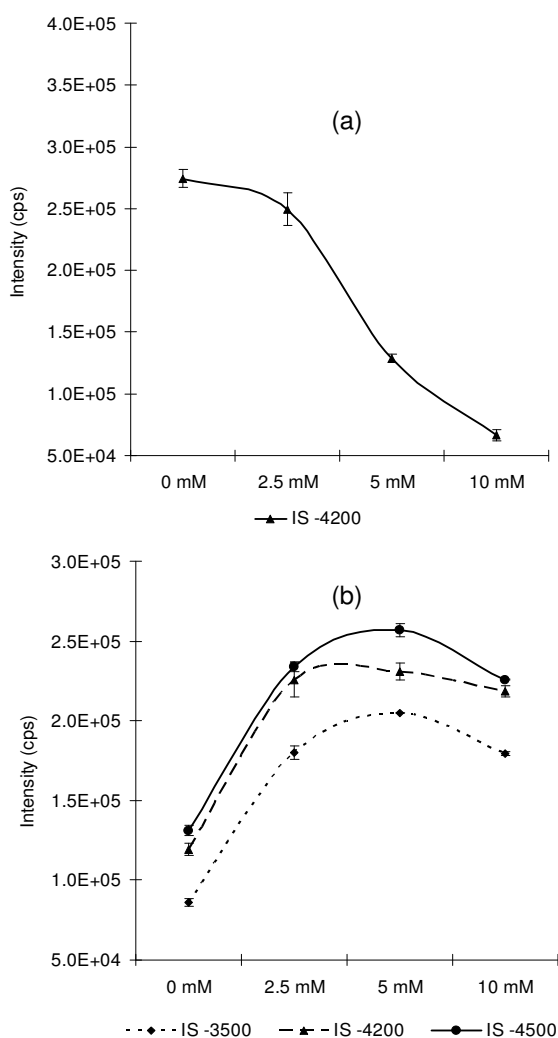 4.0E+05
3.5E+05
(a)
3.0E+05
2.5E+05
2.0E+05
1.5E+05
1.0E+05
5.0E+04
Intensity (cps)
0 mM 2.5 mM 5 mM 10 mM
IS -4200
3.0E+05
(b)
2.5E+05
2.0E+05
1.5E+05
1.0E+05
5.0E+04
Intensity (cps)
0 mM 2.5 mM 5 mM 10 mM
IS -3500 IS -4200 IS -4500